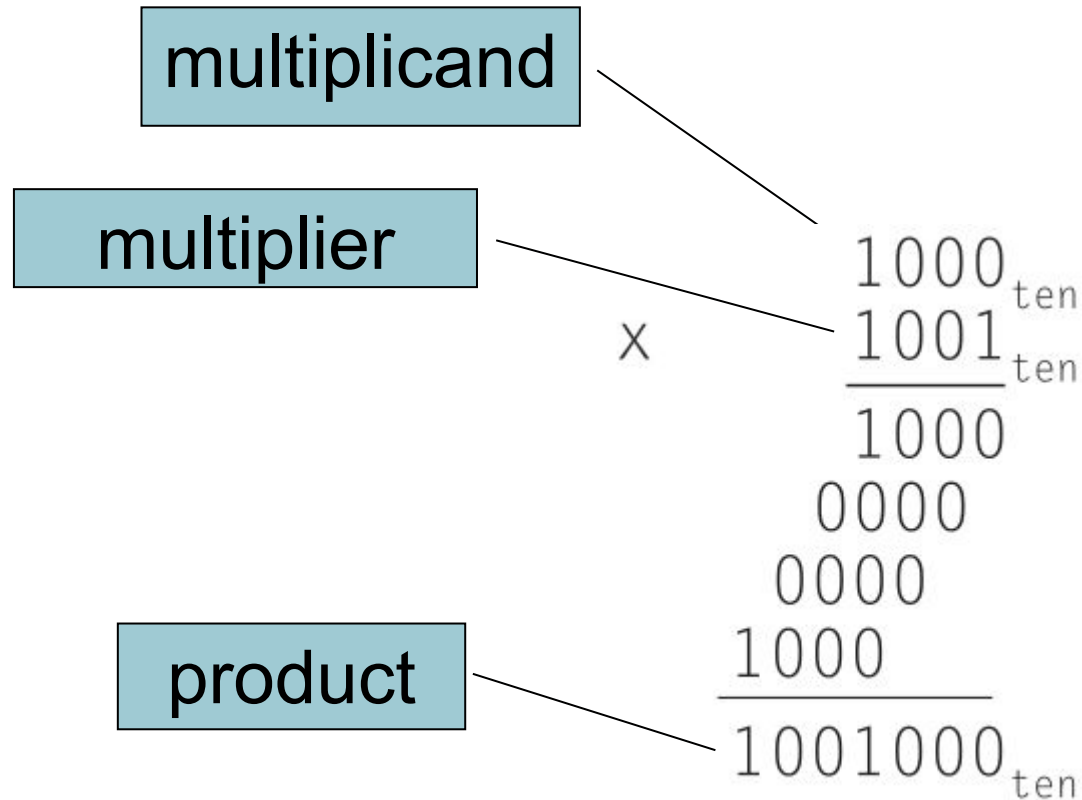 multiplicand
multiplier
1000ten
X 1001ten
1000
0000
0000
1000
product
1001000ten